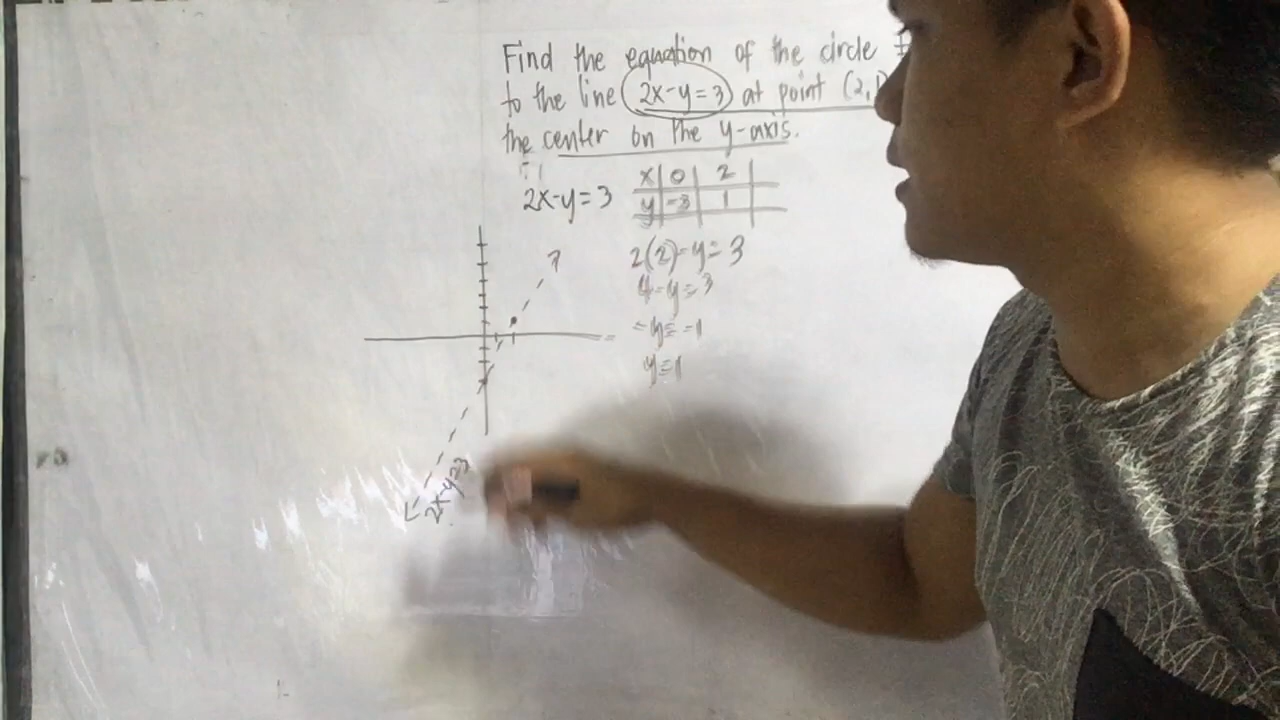 Find the equation of the circle
to the line 2x-y=3 at point (2,1
the center on the y-axis.
2x-y=3
x 0 2
y -3 1
2(2)-y=3
4-y=3
-y=-1
y=1
2x-y=3